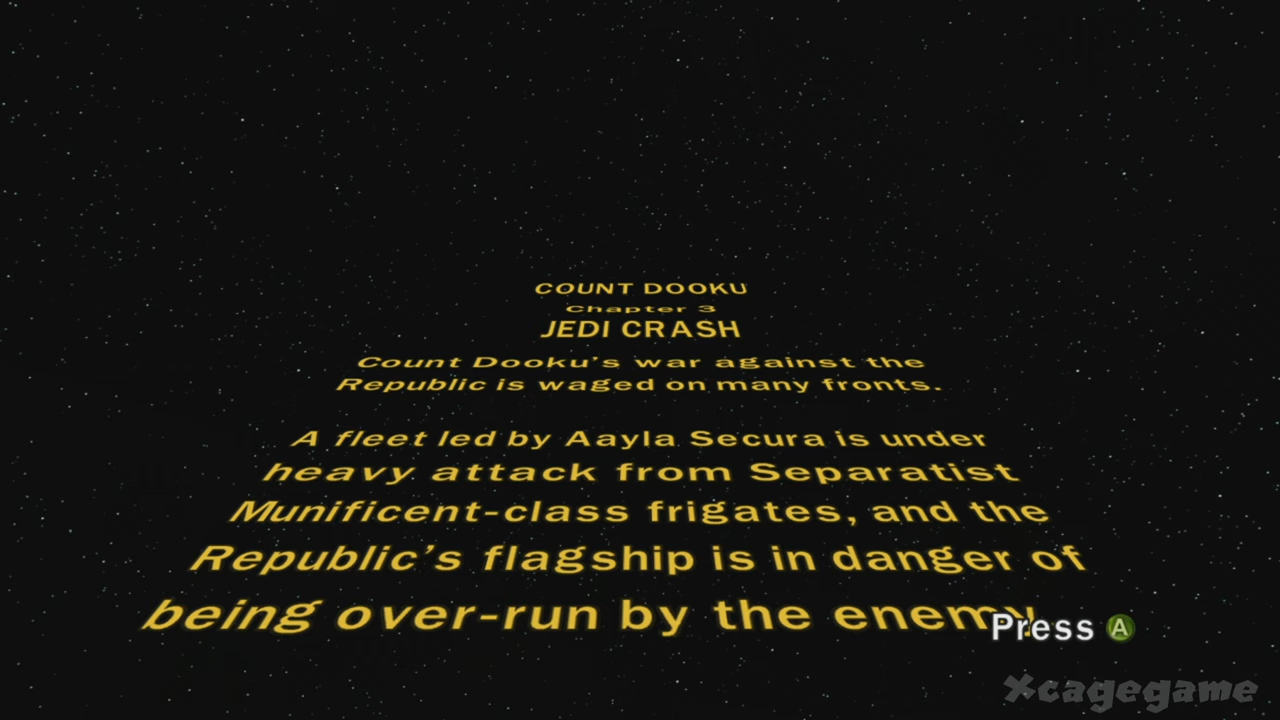 COUNT DOOKU
Chapter 3
JEDI CRASH
Count Dooku's war against the
Republic is waged on many fronts.
A fleet led by Aayla Secura is under
heavy attack from Separatist
Munificent-class frigates, and the
Republic's flagship is in danger of
being over-run by the enemy.
Press A
Xcagegame